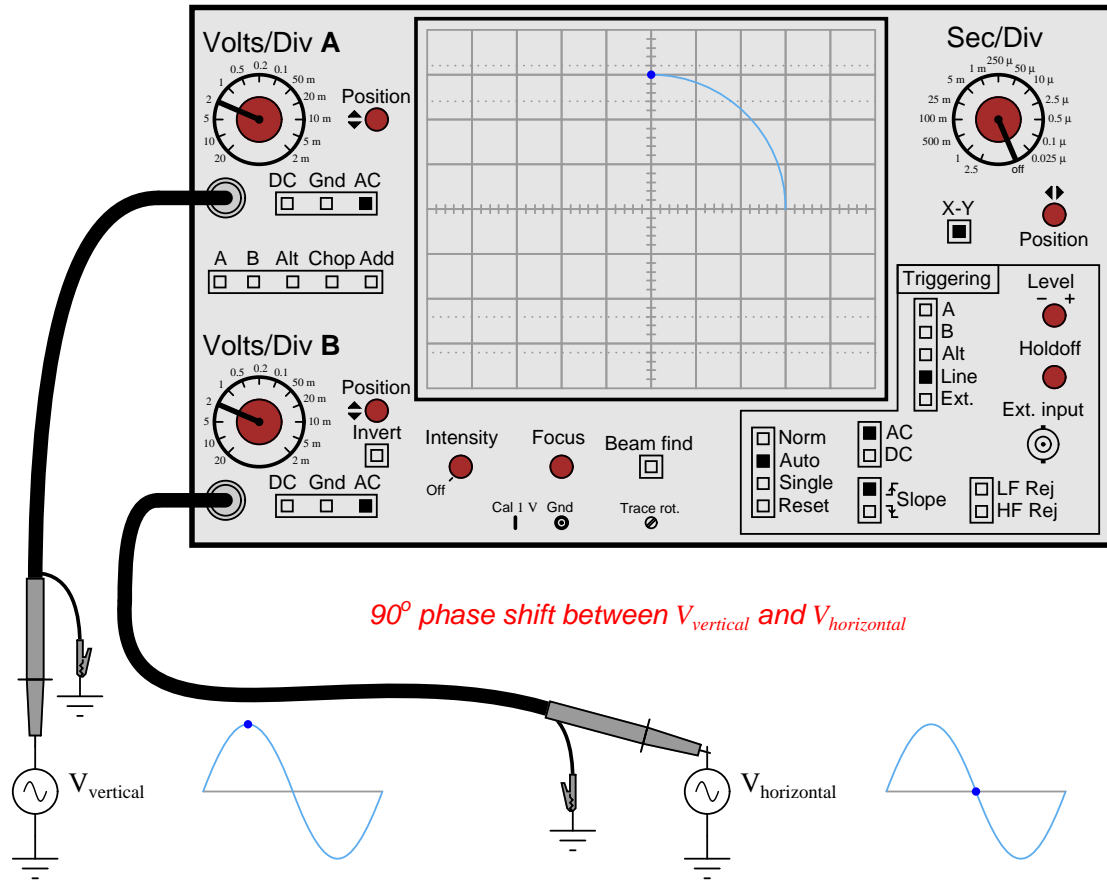 Volts/Div A
0.5 0.2 0.1
1 50 m
2 20 m
5 10 m
10 5 m
20 2 m
Position
DC Gnd AC
A B Alt Chop Add
Volts/Div B
0.5 0.2 0.1
1 50 m
2 20 m
5 10 m
10 5 m
20 2 m
Position
Invert
DC Gnd AC
Intensity
Off
Focus
Beam find
Cal 1 V Gnd
Trace rot.
Sec/Div
250 µ
1 m 50 µ
5 m 10 µ
25 m 2.5 µ
100 m 0.5 µ
500 m 0.1 µ
1 0.025 µ
2.5 off
X-Y
Position
Triggering
A
B
Alt
Line
Ext.
Level
− +
Holdoff
Ext. input
Norm
Auto
Single
Reset
AC
DC
Slope
LF Rej
HF Rej
90o phase shift between Vvertical and Vhorizontal
Vvertical
Vhorizontal